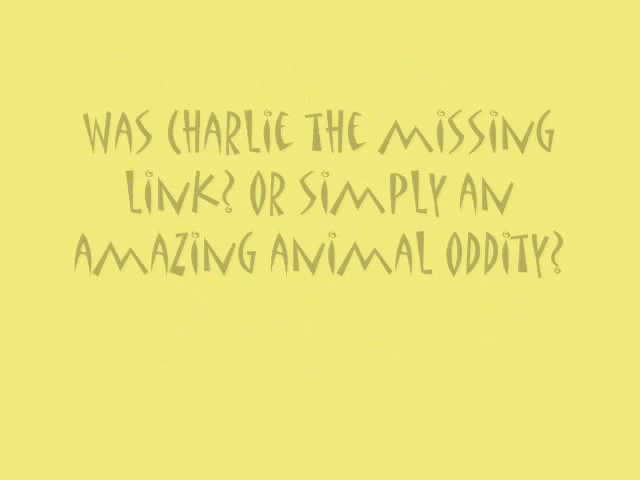 WAS CHARLIE THE MISSING
LINK? OR SIMPLY AN
AMAZING ANIMAL ODDITY?